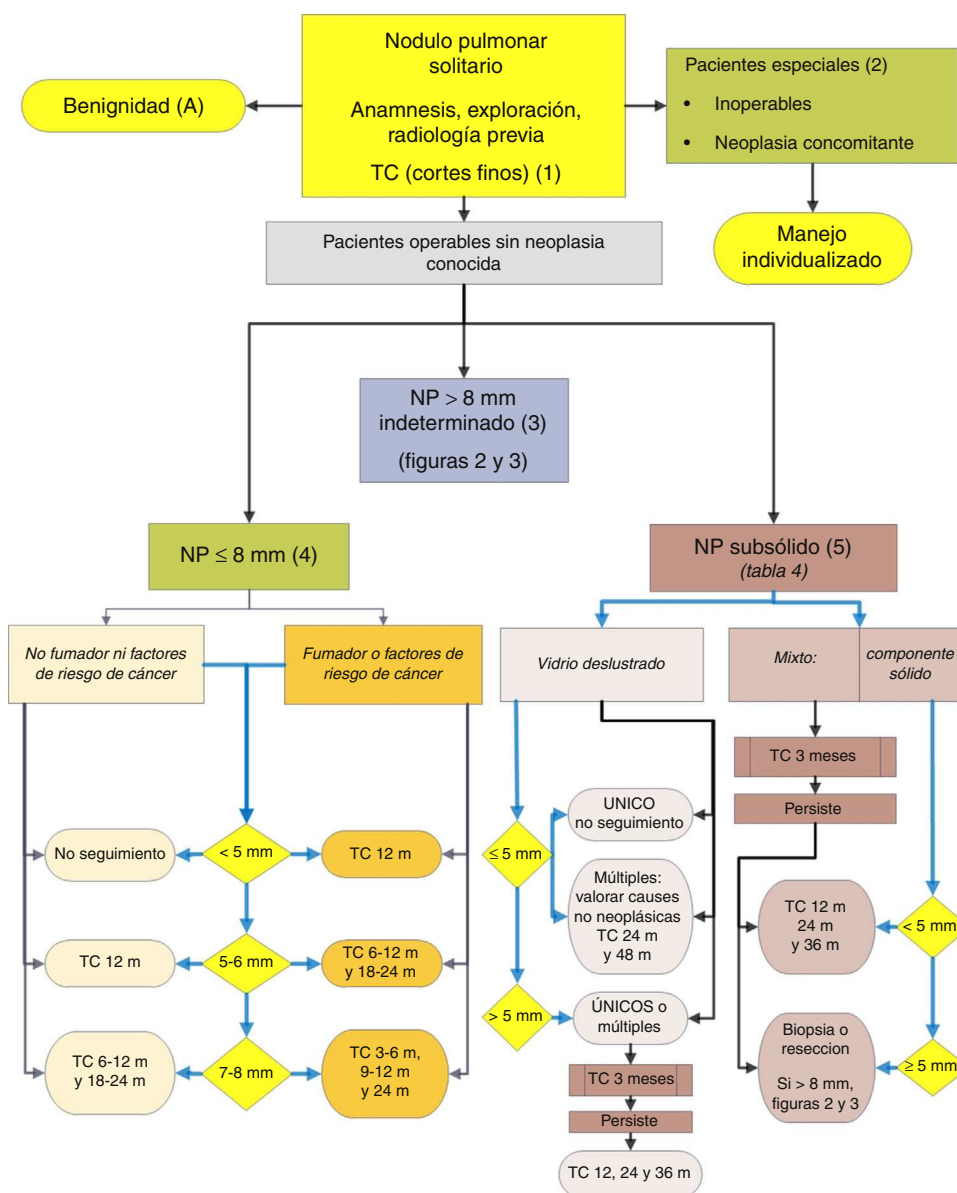 Nodulo pulmonar
solitario
Anamnesis, exploración,
radiología previa
TC (cortes finos) (1)
Benignidad (A)
Pacientes especiales (2)
• Inoperables
• Neoplasia concomitante
Manejo
individualizado
Pacientes operables sin neoplasia
conocida
NP > 8 mm
indeterminado (3)
(figuras 2 y 3)
NP ≤ 8 mm (4)
NP subsólido (5)
(tabla 4)
No fumador ni factores
de riesgo de cáncer
Fumador o factores de
riesgo de cáncer
No seguimiento
< 5 mm
TC 12 m
TC 12 m
5-6 mm
TC 6-12 m
y 18-24 m
TC 6-12 m
y 18-24 m
7-8 mm
TC 3-6 m,
9-12 m
y 24 m
Vidrio deslustrado
≤ 5 mm
UNICO
no seguimiento
Múltiples:
valorar causes
no neoplásicas
TC 24 m
y 48 m
> 5 mm
ÚNICOS o
múltiples
TC 3 meses
Persiste
TC 12, 24 y 36 m
Mixto:
componente
sólido
TC 3 meses
Persiste
TC 12 m
24 m
y 36 m
< 5 mm
Biopsia o
reseccion
Si > 8 mm,
figuras 2 y 3
≥ 5 mm